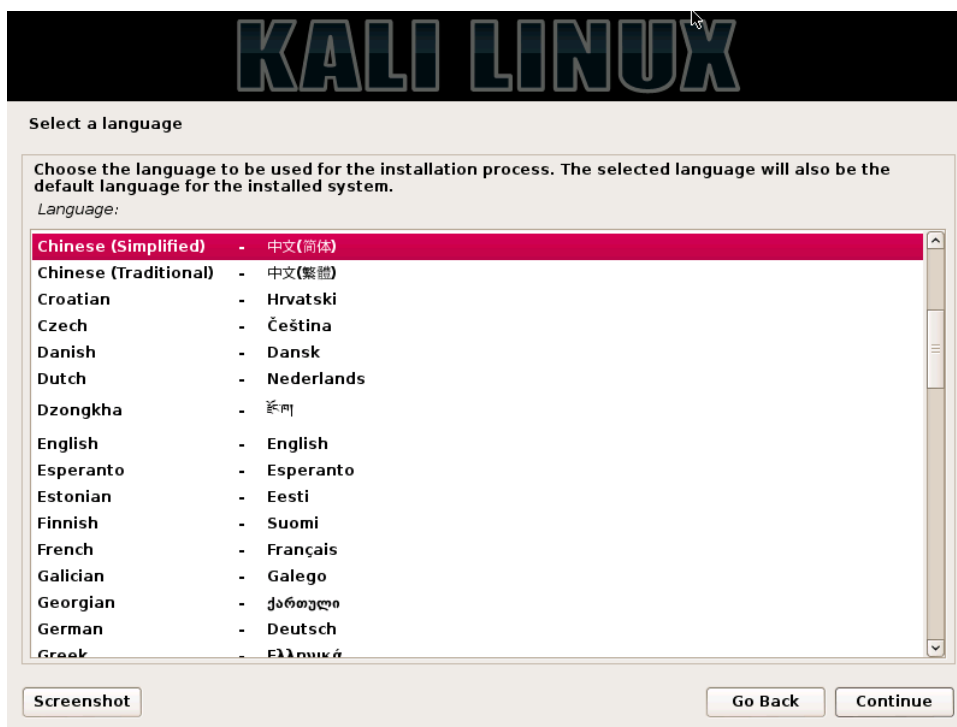 KALI LINUX
Select a language
Choose the language to be used for the installation process. The selected language will also be the
default language for the installed system.
Language:
Chinese (Simplified) - 中文(简体)
Chinese (Traditional) - 中文(繁體)
Croatian - Hrvatski
Czech - Čeština
Danish - Dansk
Dutch - Nederlands
Dzongkha - རྫོང་ཁ།
English - English
Esperanto - Esperanto
Estonian - Eesti
Finnish - Suomi
French - Français
Galician - Galego
Georgian - ქართული
German - Deutsch
Greek - Ελληνικά
Screenshot Go Back Continue